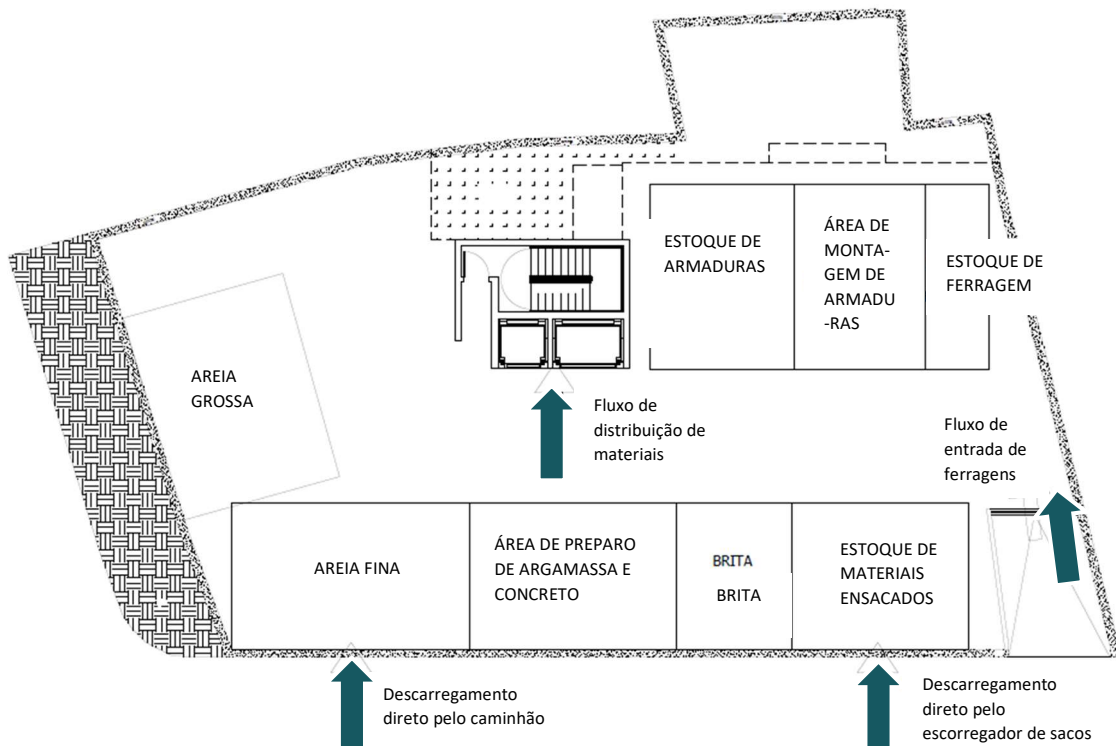 ESTOQUE DE
ARMADURAS
ÁREA DE
MONTA-
GEM DE
ARMADU
-RAS
ESTOQUE DE
FERRAGEM
AREIA
GROSSA
Fluxo de
distribuição de
materiais
Fluxo de
entrada de
ferragens
AREIA FINA
ÁREA DE PREPARO
DE ARGAMASSA E
CONCRETO
BRITA
BRITA
ESTOQUE DE
MATERIAIS
ENSACADOS
Descarregamento
direto pelo caminhão
Descarregamento
direto pelo
escorregador de sacos